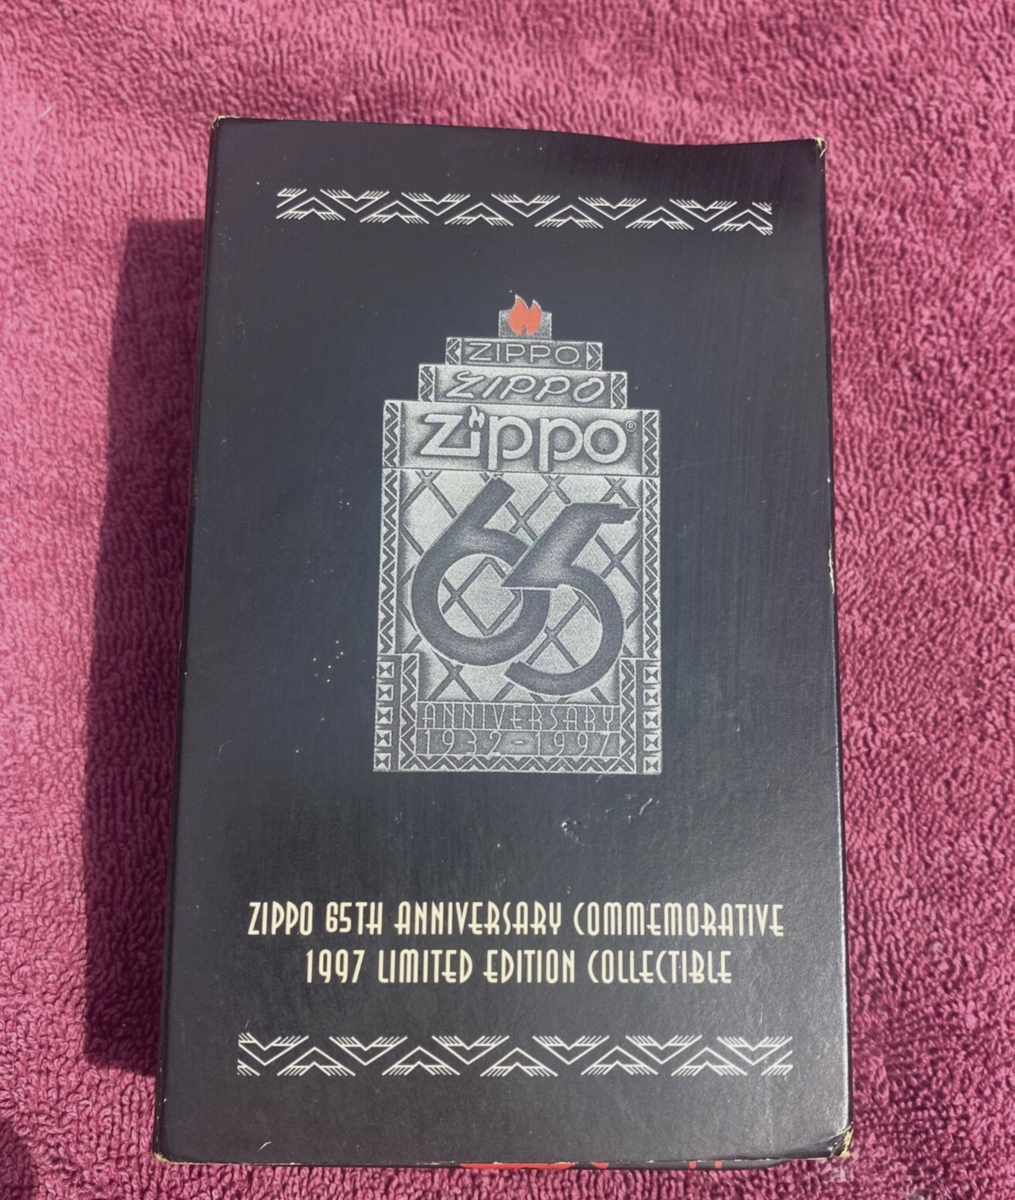 ZIPPO
ZIPPO
Zippo®
65
ANNIVERSARY
1932-1997
ZIPPO 65TH ANNIVERSARY COMMEMORATIVE
1997 LIMITED EDITION COLLECTIBLE